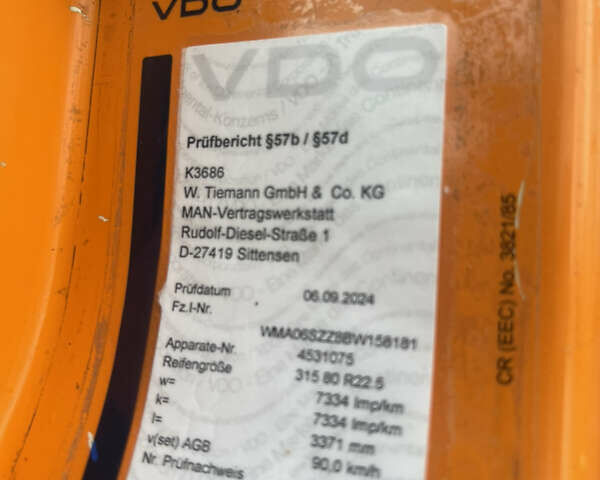 VDO
VDO
Prüfbericht §57b / §57d
K3686
W. Tiemann GmbH & Co. KG
MAN-Vertragswerkstatt
Rudolf-Diesel-Straße 1
D-27419 Sittensen
Prüfdatum 06.09.2024
Fz.I-Nr. WMA06SZZ8BW158181
Apparate-Nr. 4531075
Reifengröße 315 80 R22.5
w= 7334 Imp/km
k= 7334 Imp/km
l= 3371 mm
v(set) AGB 90,0 km/h
Nr. Prüfnachweis
CR (EEC) No. 3821/85